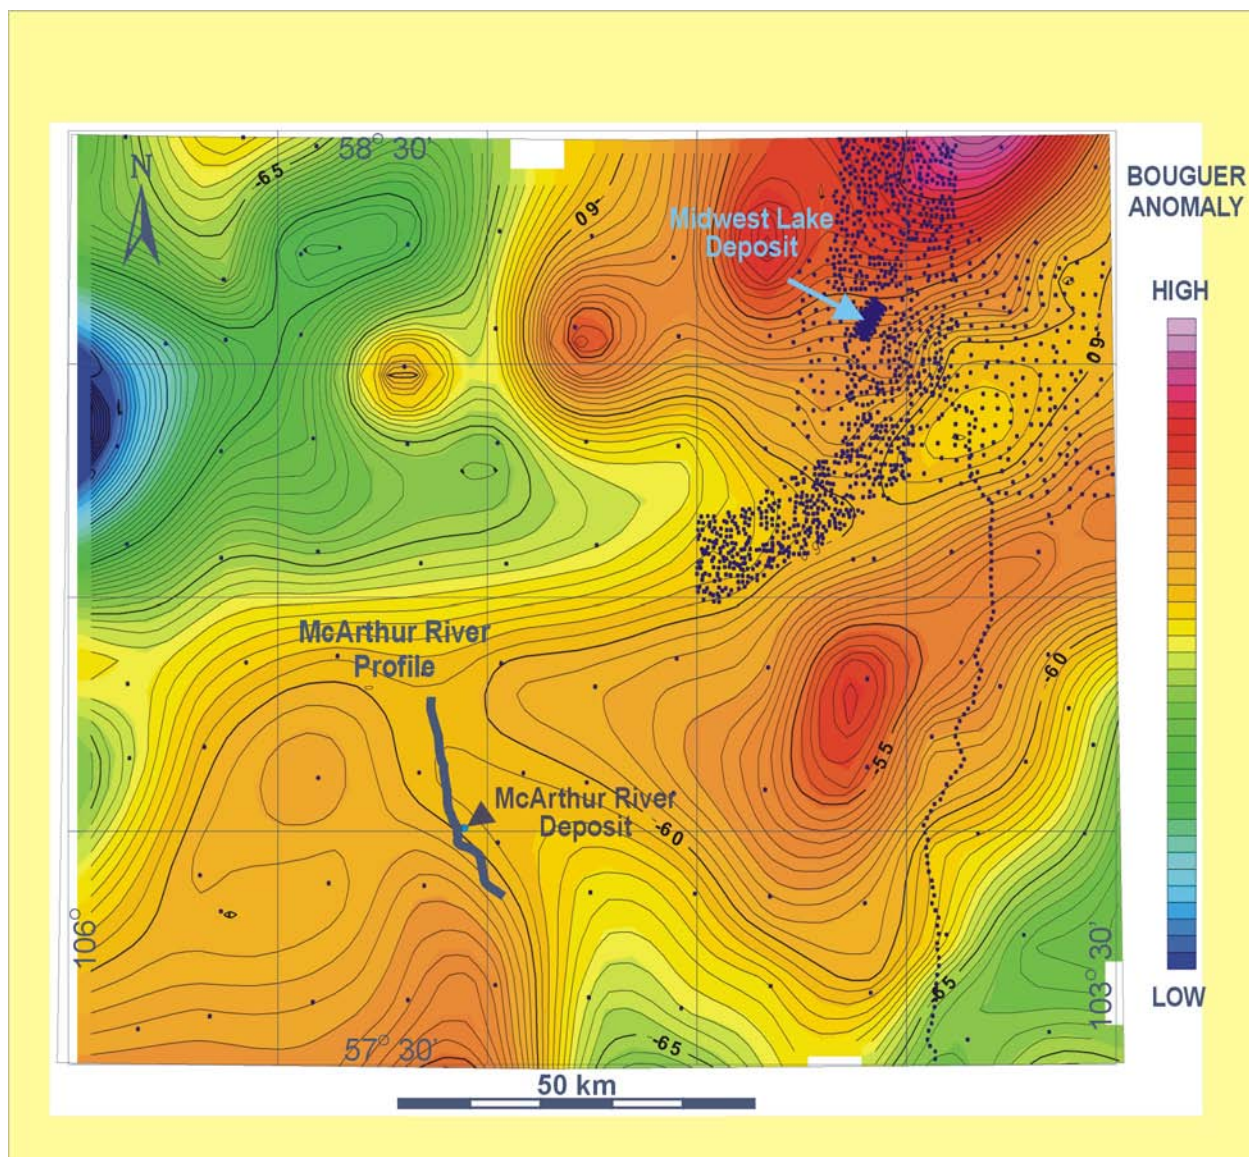 58° 30'
-65
N
-60
BOUGUER
ANOMALY
Midwest Lake
Deposit
HIGH
-60
McArthur River
Profile
-60
-55
McArthur River
Deposit
-60
106°
103° 30'
-65
LOW
57° 30'
-65
50 km